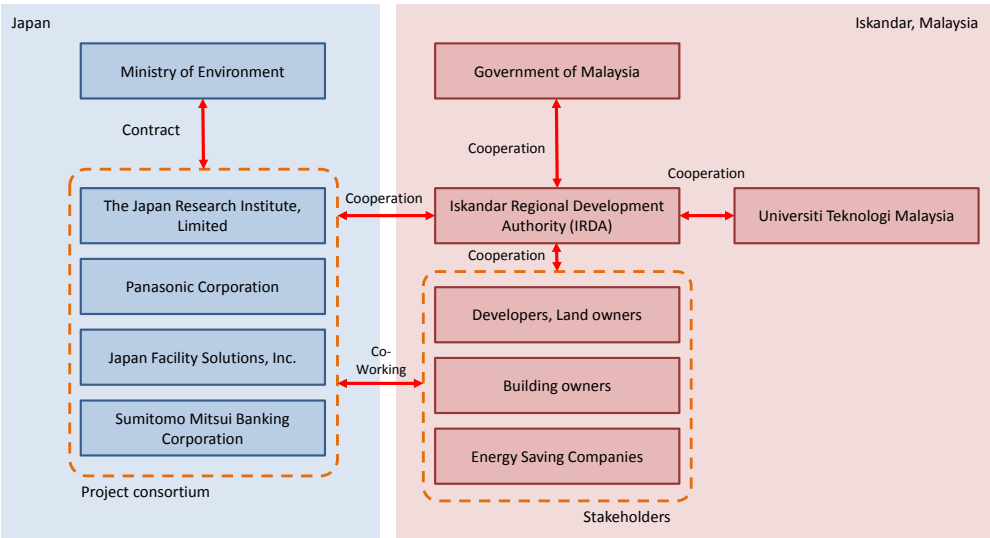 Japan
Ministry of Environment
Contract
The Japan Research Institute,
Limited
Panasonic Corporation
Japan Facility Solutions, Inc.
Sumitomo Mitsui Banking
Corporation
Project consortium
Cooperation
Co-
Working
Iskandar, Malaysia
Government of Malaysia
Cooperation
Iskandar Regional Development
Authority (IRDA)
Cooperation
Universiti Teknologi Malaysia
Cooperation
Developers, Land owners
Building owners
Energy Saving Companies
Stakeholders